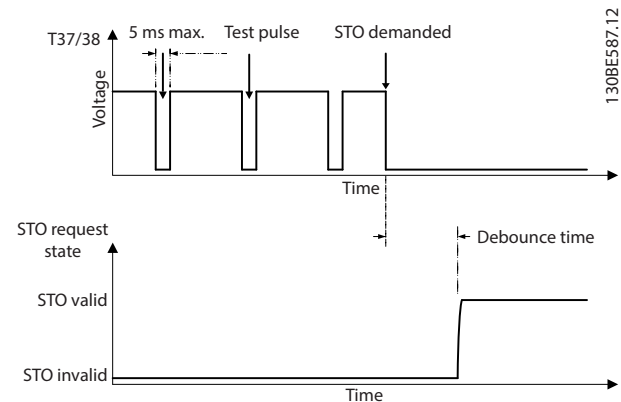 T37/38
5 ms max.
Test pulse
STO demanded
130BE587.12
Voltage
Time
STO request
state
Debounce time
STO valid
STO invalid
Time